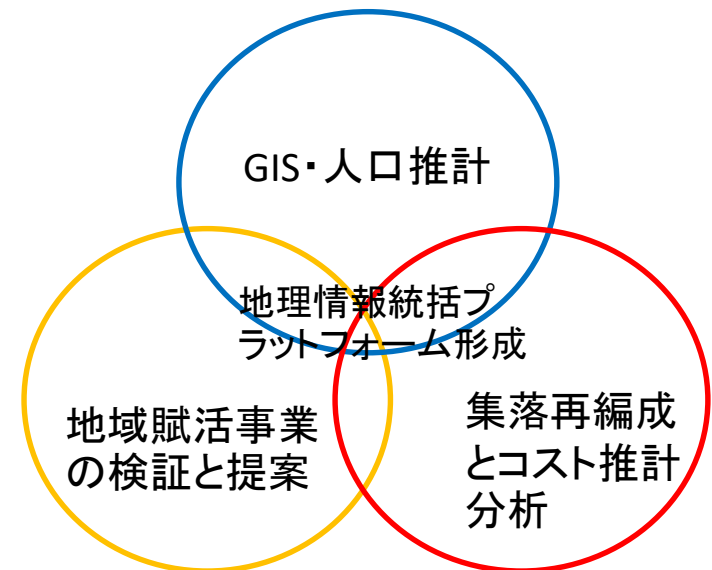 GIS・人口推計
地理情報統括プ
ラットフォーム形成
地域賦活事業
の検証と提案
集落再編成
とコスト推計
分析